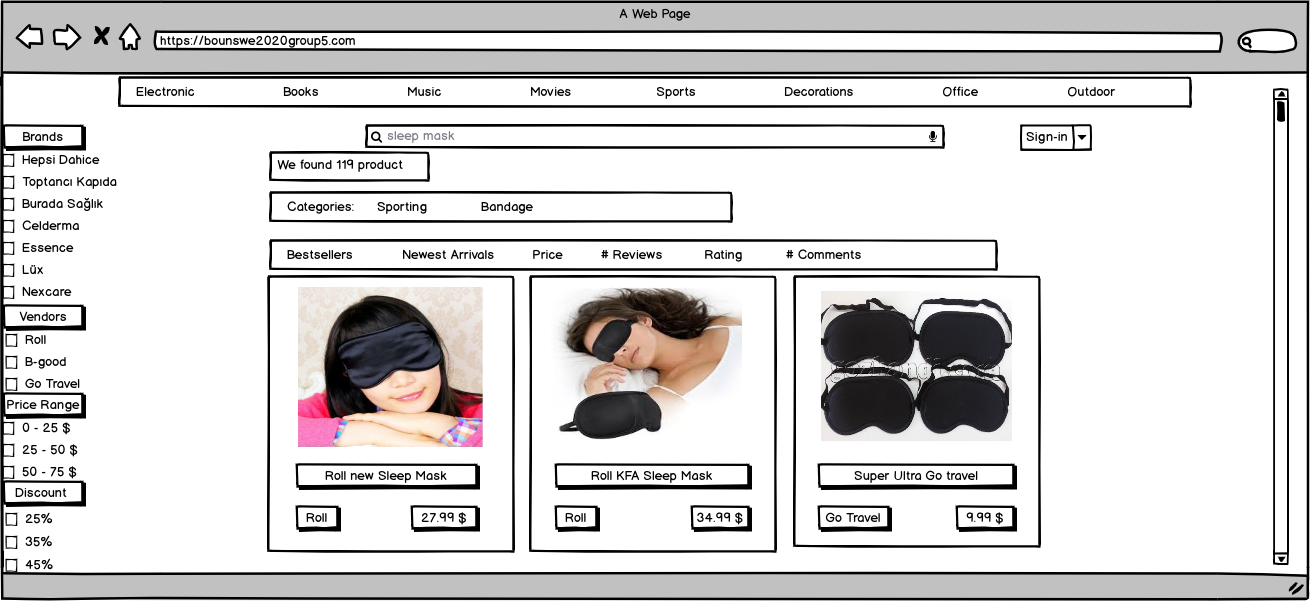 A Web Page
https://bounswe2020group5.com
Electronic Books Music Movies Sports Decorations Office Outdoor
sleep mask
Sign-in
We found 119 product
Categories: Sporting Bandage
Bestsellers Newest Arrivals Price # Reviews Rating # Comments
Brands
Hepsi Dahice
Toptancı Kapıda
Burada Sağlık
Celderma
Essence
Lüx
Nexcare
Vendors
Roll
B-good
Go Travel
Price Range
0 - 25 $
25 - 50 $
50 - 75 $
Discount
25%
35%
45%
Roll new Sleep Mask
Roll 27.99 $
Roll KFA Sleep Mask
Roll 34.99 $
Super Ultra Go travel
Go Travel 9.99 $